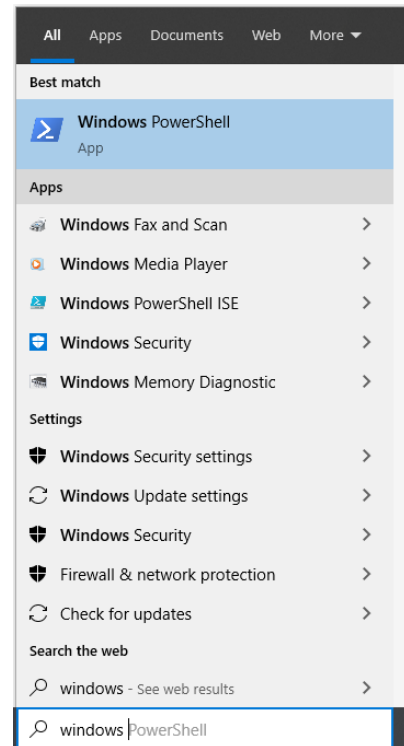 All Apps Documents Web More
Best match
Windows PowerShell
App
Apps
Windows Fax and Scan
Windows Media Player
Windows PowerShell ISE
Windows Security
Windows Memory Diagnostic
Settings
Windows Security settings
Windows Update settings
Windows Security
Firewall & network protection
Check for updates
Search the web
windows - See web results
windows PowerShell